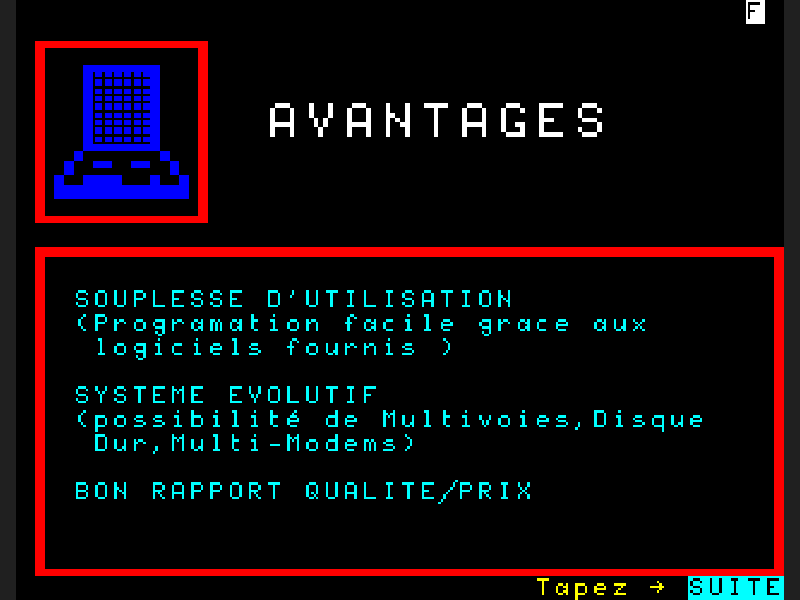 F
AVANTAGES
SOUPLESSE D'UTILISATION
(Programation facile grace aux
logiciels fournis )
SYSTEME EVOLUTIF
(possibilité de Multivoies,Disque
Dur,Multi-Modems)
BON RAPPORT QUALITE/PRIX
Tapez → SUITE